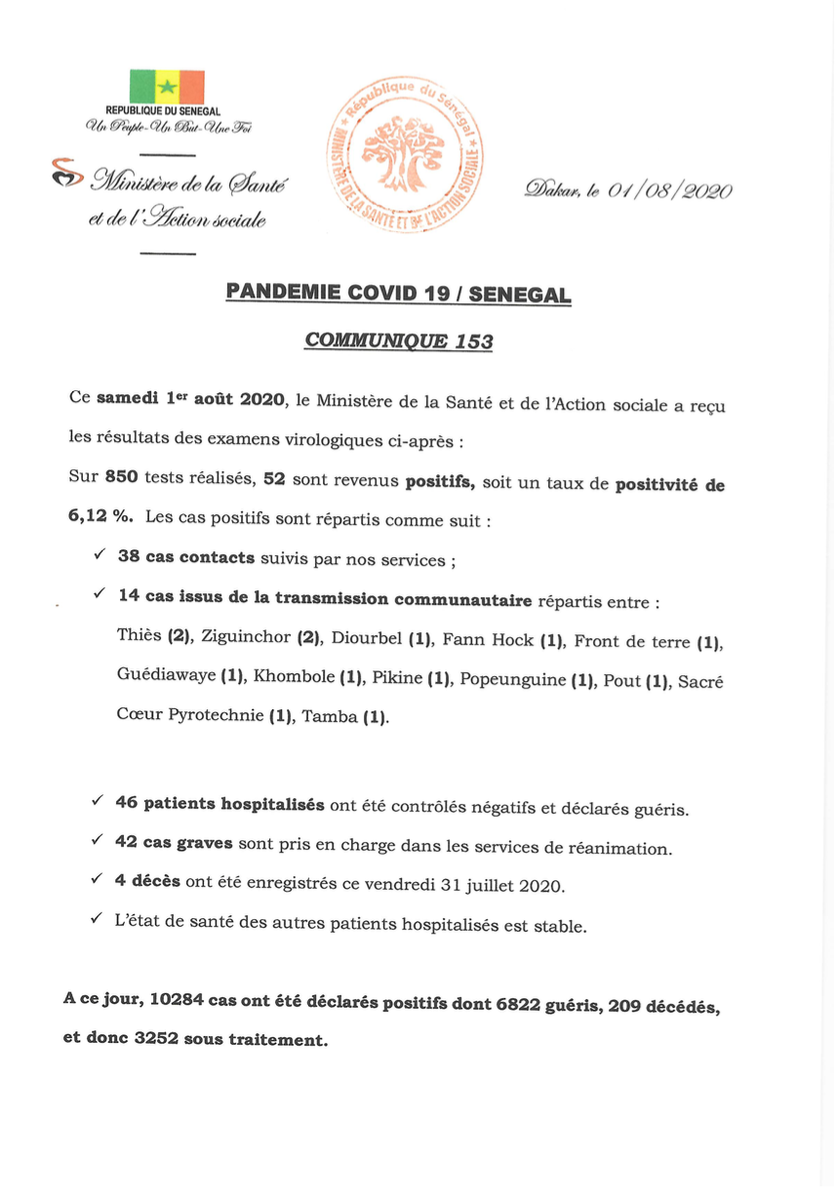 REPUBLIQUE DU SENEGAL
Un Peuple-Un But-Une Foi
Ministère de la Santé
et de l'Action sociale
★ République du Sénégal ★
MINISTÈRE DE LA SANTÉ ET DE L'ACTION SOCIALE
Dakar, le 01/08/2020
PANDEMIE COVID 19 / SENEGAL
COMMUNIQUE 153
Ce samedi 1er août 2020, le Ministère de la Santé et de l'Action sociale a reçu
les résultats des examens virologiques ci-après :
Sur 850 tests réalisés, 52 sont revenus positifs, soit un taux de positivité de
6,12 %. Les cas positifs sont répartis comme suit :
✓ 38 cas contacts suivis par nos services ;
✓ 14 cas issus de la transmission communautaire répartis entre :
Thiès (2), Ziguinchor (2), Diourbel (1), Fann Hock (1), Front de terre (1),
Guédiawaye (1), Khombole (1), Pikine (1), Popeunguine (1), Pout (1), Sacré
Cœur Pyrotechnie (1), Tamba (1).
✓ 46 patients hospitalisés ont été contrôlés négatifs et déclarés guéris.
✓ 42 cas graves sont pris en charge dans les services de réanimation.
✓ 4 décès ont été enregistrés ce vendredi 31 juillet 2020.
✓ L'état de santé des autres patients hospitalisés est stable.
A ce jour, 10284 cas ont été déclarés positifs dont 6822 guéris, 209 décédés,
et donc 3252 sous traitement.